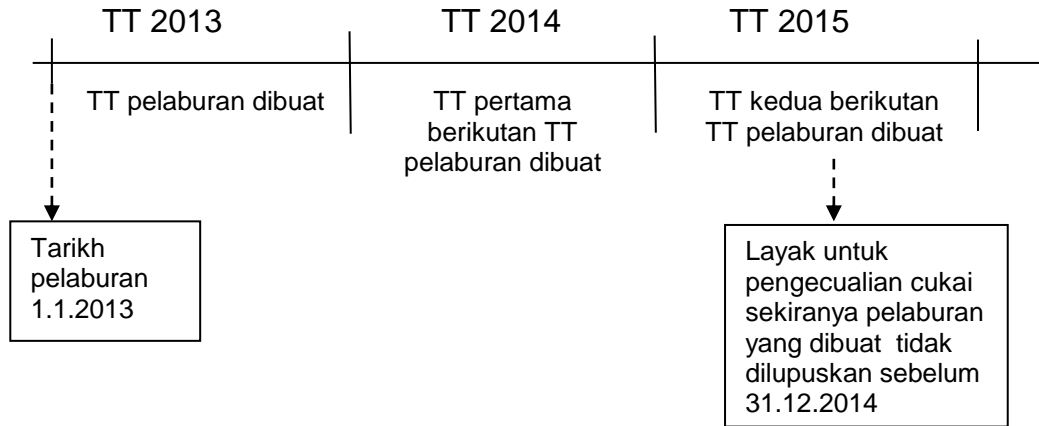 TT 2013
TT 2014
TT 2015
TT pelaburan dibuat
TT pertama
berikutan TT
pelaburan dibuat
TT kedua berikutan
TT pelaburan dibuat
Tarikh
pelaburan
1.1.2013
Layak untuk
pengecualian cukai
sekiranya pelaburan
yang dibuat tidak
dilupuskan sebelum
31.12.2014